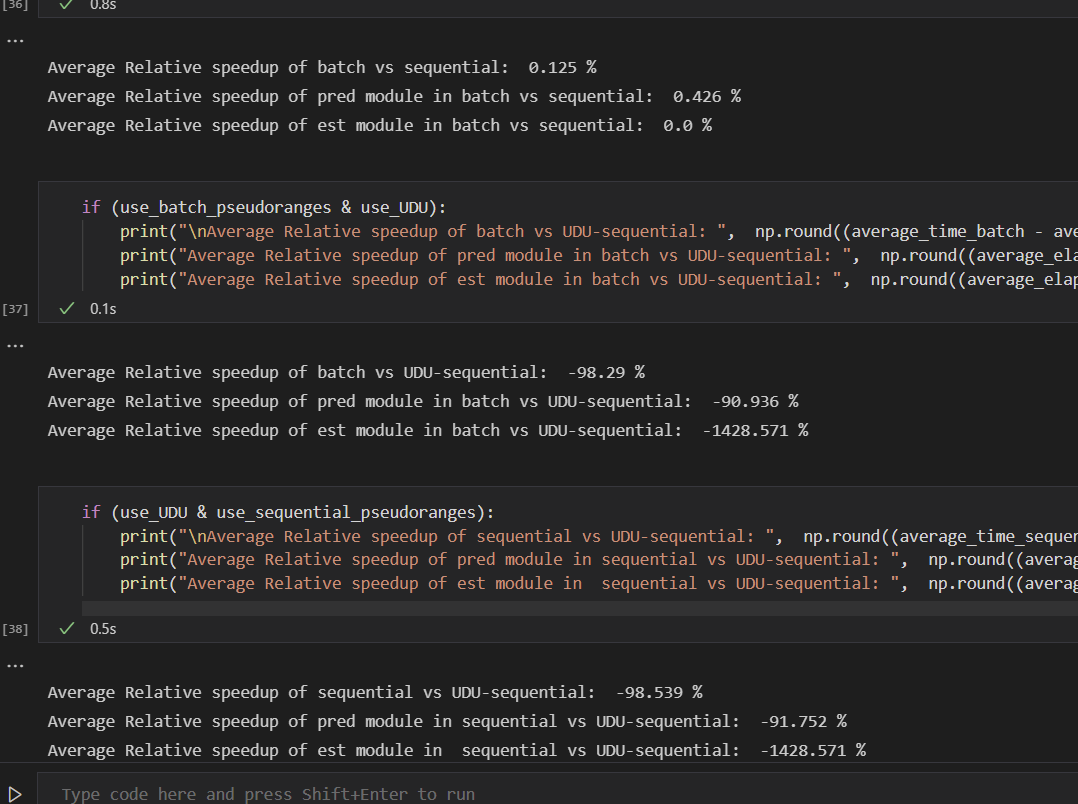 [36] ✓ 0.8s
...
Average Relative speedup of batch vs sequential:  0.125 %
Average Relative speedup of pred module in batch vs sequential:  0.426 %
Average Relative speedup of est module in batch vs sequential:  0.0 %
if (use_batch_pseudoranges & use_UDU):
    print("\nAverage Relative speedup of batch vs UDU-sequential: ",  np.round((average_time_batch - ave
    print("Average Relative speedup of pred module in batch vs UDU-sequential: ",  np.round((average_ela
    print("Average Relative speedup of est module in batch vs UDU-sequential: ",  np.round((average_elap
[37] ✓ 0.1s
...
Average Relative speedup of batch vs UDU-sequential:  -98.29 %
Average Relative speedup of pred module in batch vs UDU-sequential:  -90.936 %
Average Relative speedup of est module in batch vs UDU-sequential:  -1428.571 %
if (use_UDU & use_sequential_pseudoranges):
    print("\nAverage Relative speedup of sequential vs UDU-sequential: ",  np.round((average_time_sequen
    print("Average Relative speedup of pred module in sequential vs UDU-sequential: ",  np.round((averag
    print("Average Relative speedup of est module in  sequential vs UDU-sequential: ",  np.round((averag
[38] ✓ 0.5s
...
Average Relative speedup of sequential vs UDU-sequential:  -98.539 %
Average Relative speedup of pred module in sequential vs UDU-sequential:  -91.752 %
Average Relative speedup of est module in  sequential vs UDU-sequential:  -1428.571 %
Type code here and press Shift+Enter to run